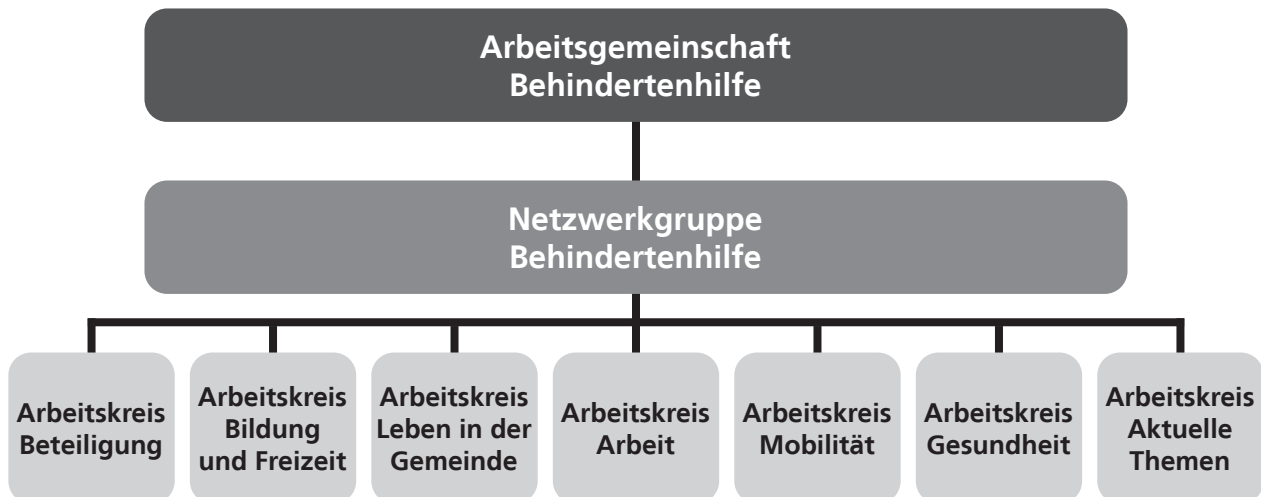 Arbeitsgemeinschaft
Behindertenhilfe
Netzwerkgruppe
Behindertenhilfe
Arbeitskreis
Beteiligung
Arbeitskreis
Bildung
und Freizeit
Arbeitskreis
Leben in der
Gemeinde
Arbeitskreis
Arbeit
Arbeitskreis
Mobilität
Arbeitskreis
Gesundheit
Arbeitskreis
Aktuelle
Themen